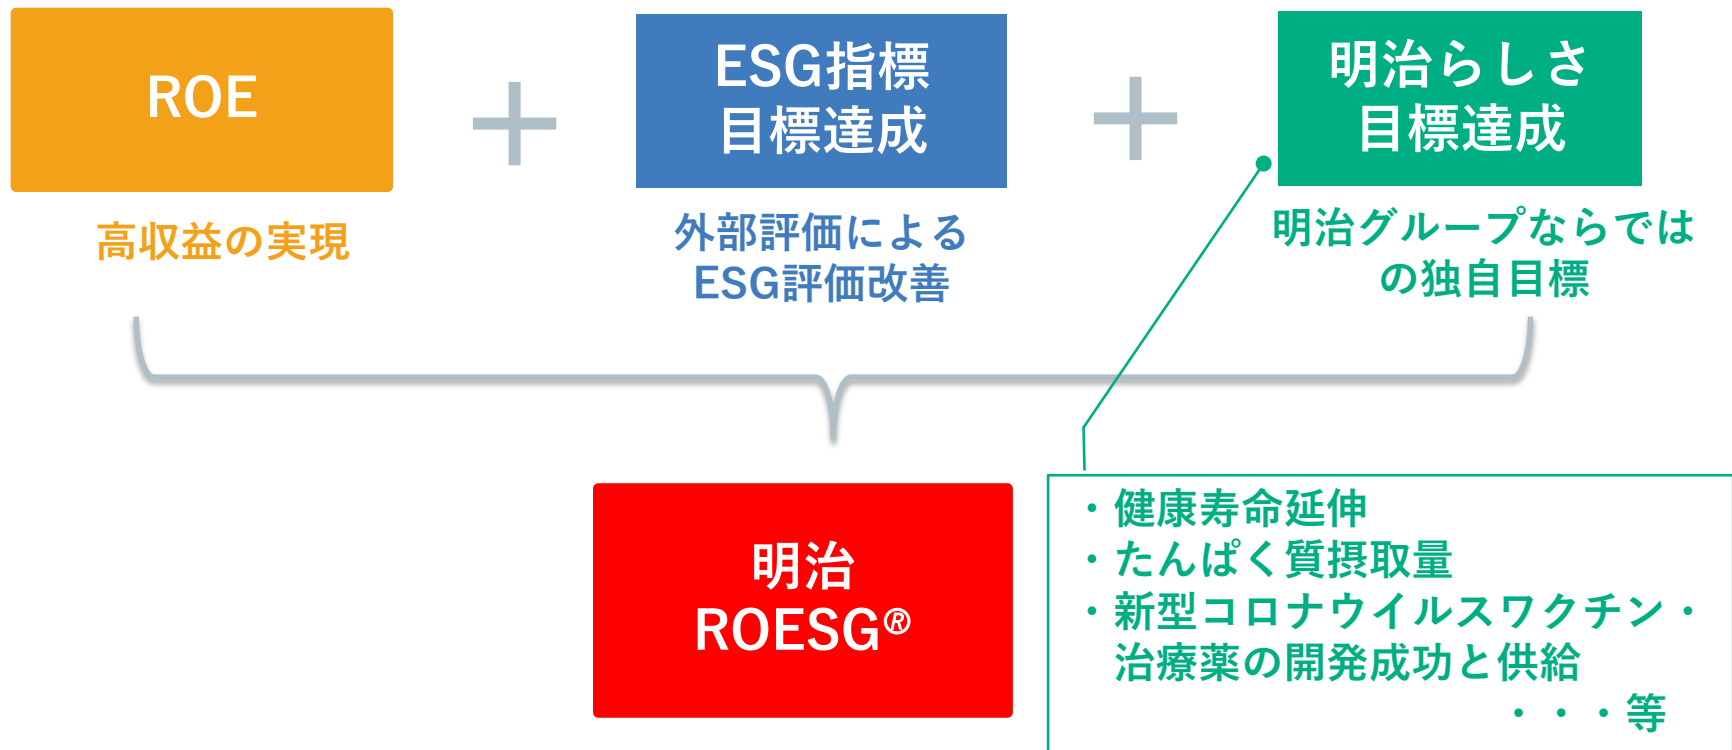 ROE
ESG指標
目標達成
明治らしさ
目標達成
高収益の実現
外部評価による
ESG評価改善
明治グループならでは
の独自目標
明治
ROESG®
・健康寿命延伸
・たんぱく質摂取量
・新型コロナウイルスワクチン・
治療薬の開発成功と供給
・・・等